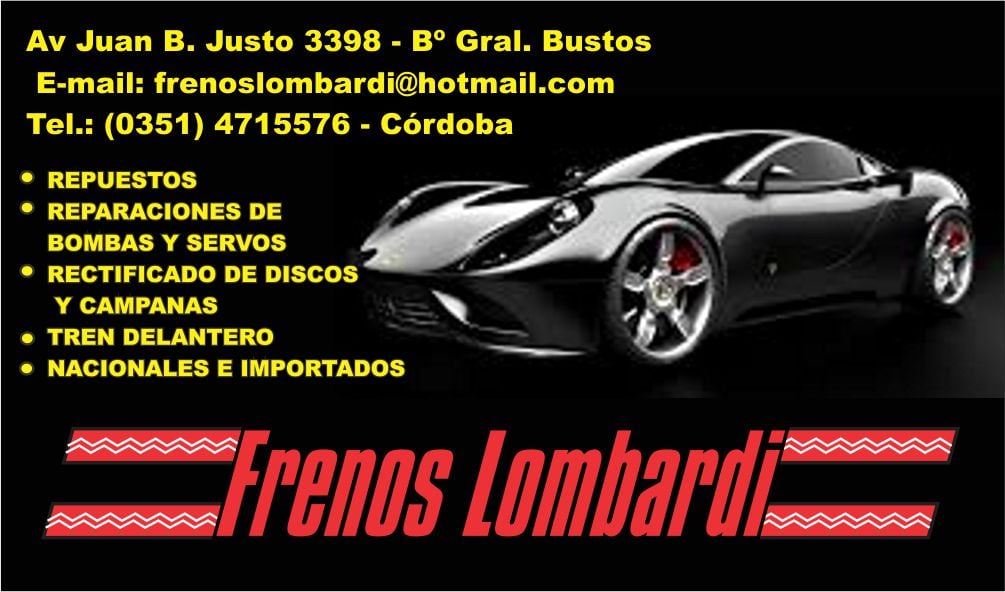 Av Juan B. Justo 3398 - Bº Gral. Bustos
E-mail: frenoslombardi@hotmail.com
Tel.: (0351) 4715576 - Córdoba
• REPUESTOS
• REPARACIONES DE
BOMBAS Y SERVOS
• RECTIFICADO DE DISCOS
Y CAMPANAS
• TREN DELANTERO
• NACIONALES E IMPORTADOS
Frenos Lombardi